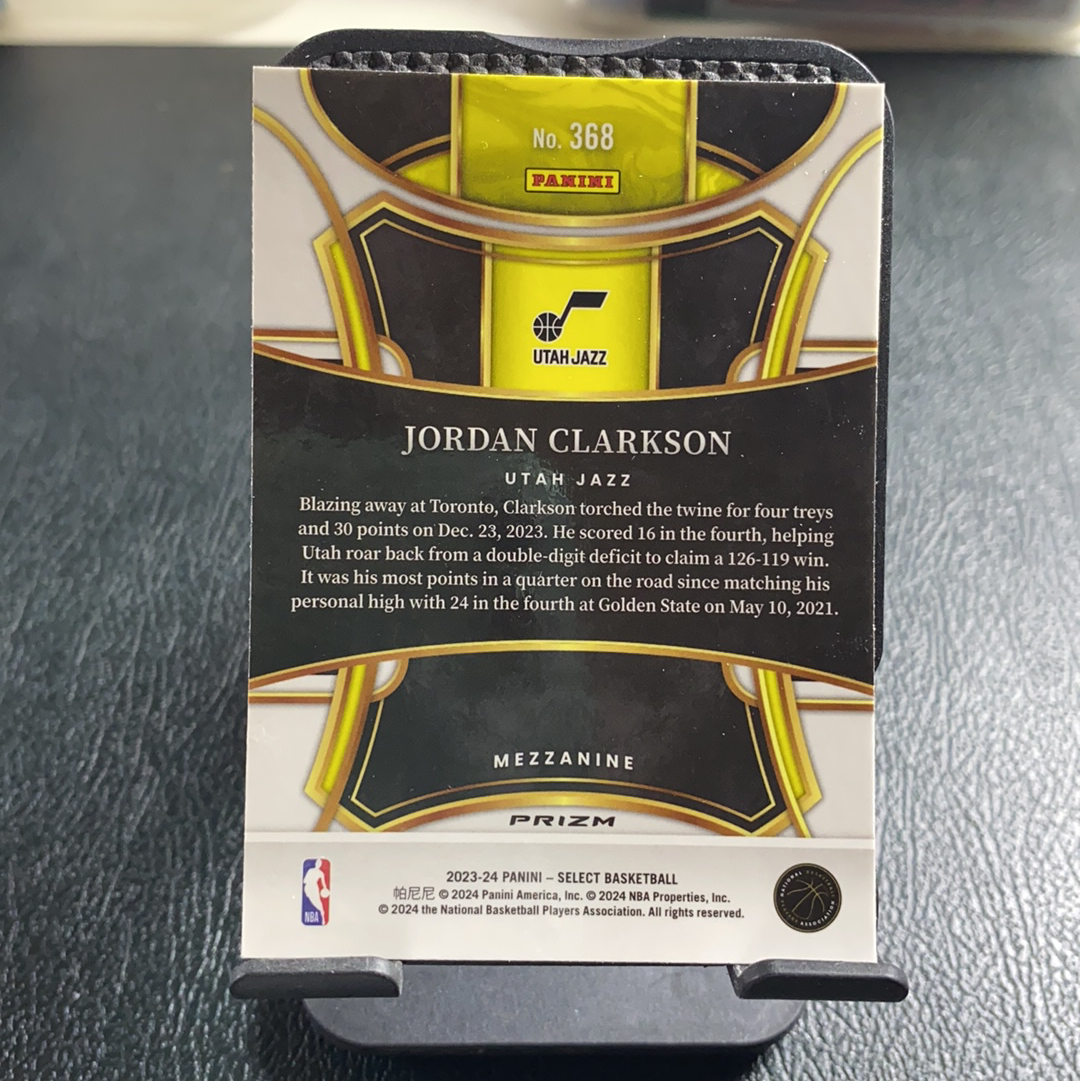 No. 368
PANINI
UTAH JAZZ
JORDAN CLARKSON
UTAH JAZZ
Blazing away at Toronto, Clarkson torched the twine for four treys
and 30 points on Dec. 23, 2023. He scored 16 in the fourth, helping
Utah roar back from a double-digit deficit to claim a 126-119 win.
It was his most points in a quarter on the road since matching his
personal high with 24 in the fourth at Golden State on May 10, 2021.
MEZZANINE
PRIZM
2023-24 PANINI – SELECT BASKETBALL
帕尼尼 © 2024 Panini America, Inc. © 2024 NBA Properties, Inc.
© 2024 the National Basketball Players Association. All rights reserved.
NBA
NATIONAL BASKETBALL PLAYERS ASSOCIATION